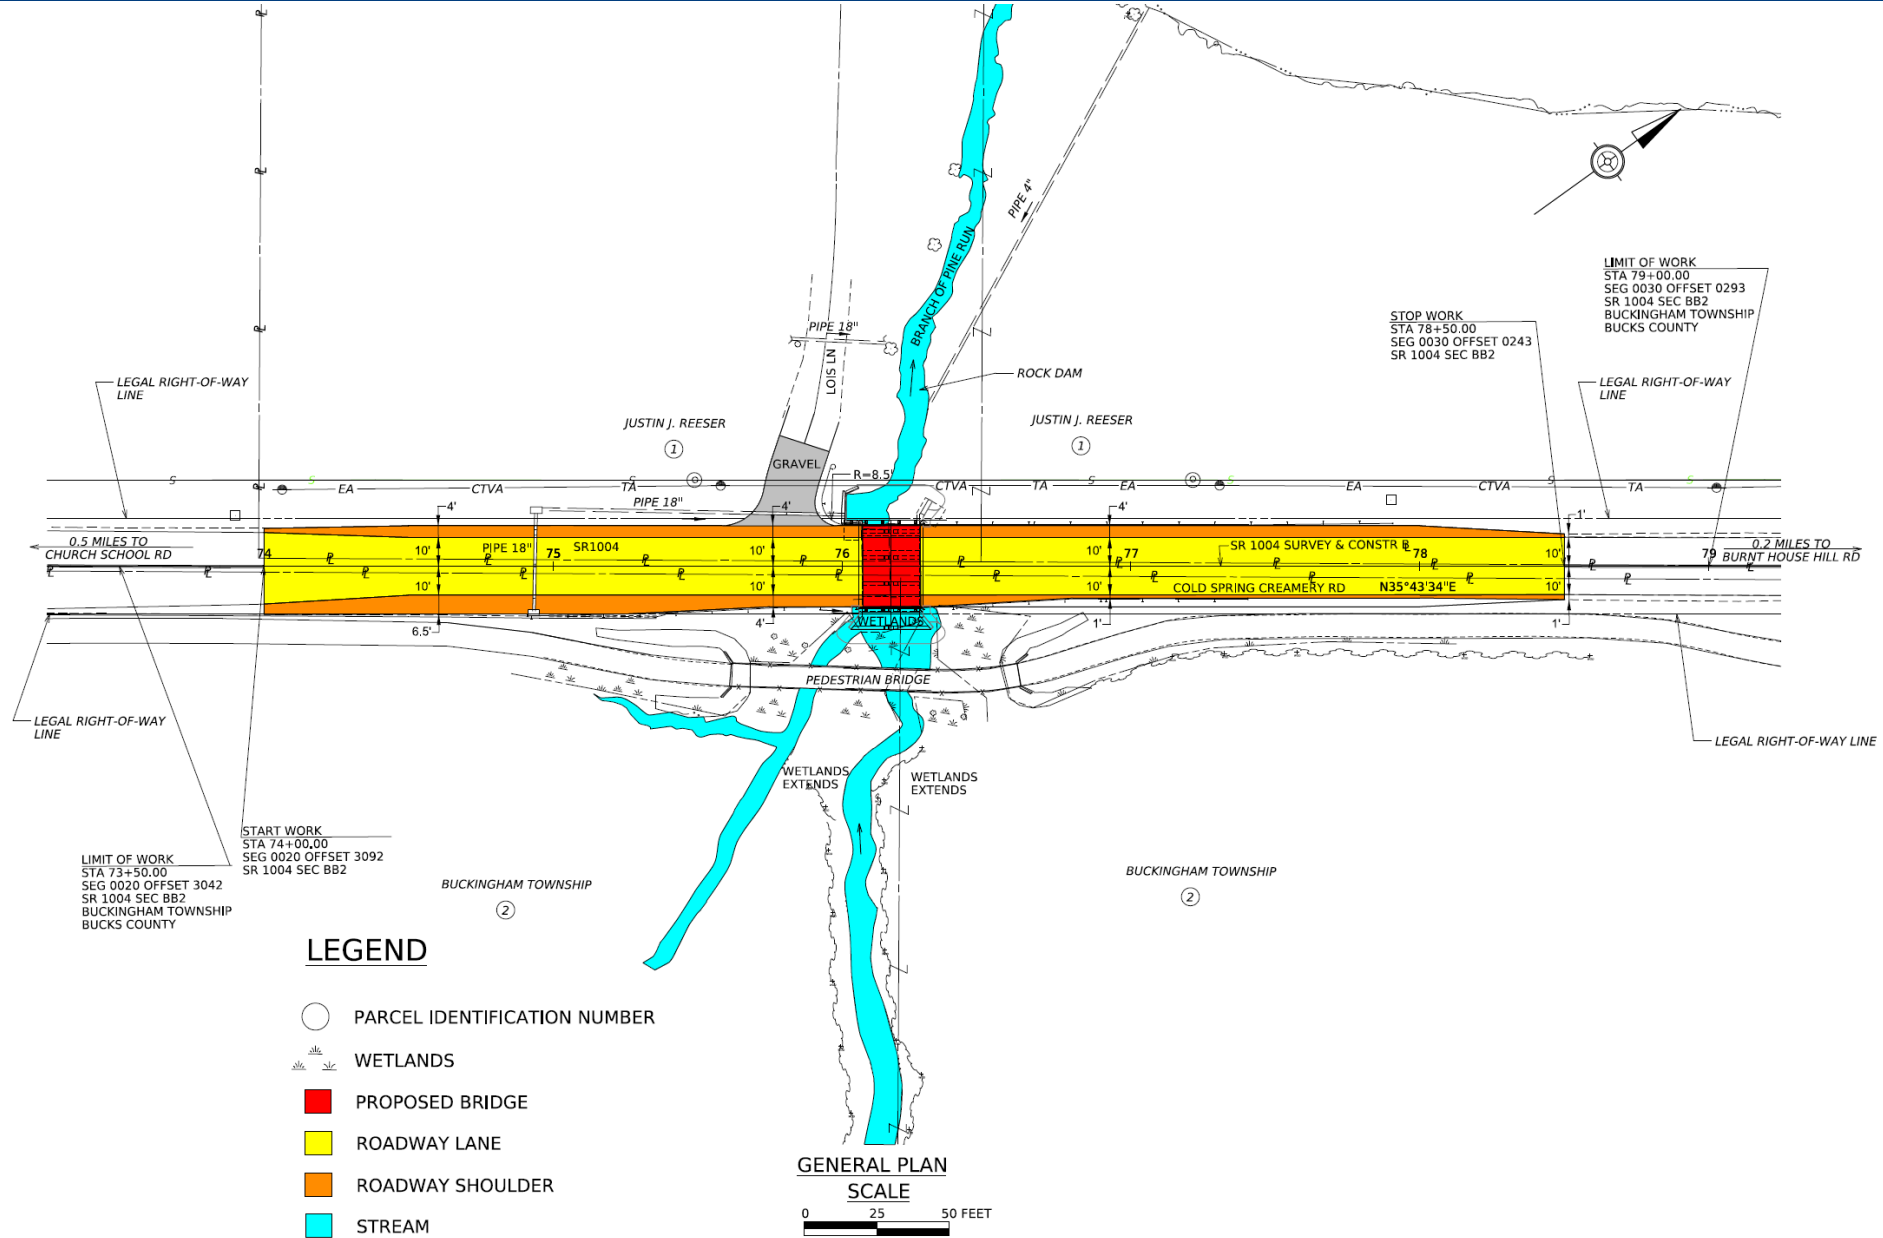 PIPE 4"
BRANCH OF PINE RUN
LIMIT OF WORK
STA 79+00.00
SEG 0030 OFFSET 0293
SR 1004 SEC BB2
BUCKINGHAM TOWNSHIP
BUCKS COUNTY
STOP WORK
STA 78+50.00
SEG 0030 OFFSET 0243
SR 1004 SEC BB2
PIPE 18"
LOIS LN
ROCK DAM
LEGAL RIGHT-OF-WAY
LINE
LEGAL RIGHT-OF-WAY
LINE
JUSTIN J. REESER
1
JUSTIN J. REESER
1
GRAVEL
R=8.5'
S
S
S
S
S
S
S
EA
CTVA
TA
CTVA
TA
EA
EA
CTVA
TA
PIPE 18"
4'
4'
4'
1'
0.5 MILES TO
CHURCH SCHOOL RD
74
10'
PIPE 18"
75
SR1004
10'
76
10'
77
SR 1004 SURVEY & CONSTR ℄
78
10'
79
0.2 MILES TO
BURNT HOUSE HILL RD
10'
10'
10'
COLD SPRING CREAMERY RD
N35°43'34"E
10'
6.5'
4'
WETLANDS
1'
1'
PEDESTRIAN BRIDGE
LEGAL RIGHT-OF-WAY
LINE
LEGAL RIGHT-OF-WAY LINE
WETLANDS
EXTENDS
WETLANDS
EXTENDS
START WORK
STA 74+00.00
SEG 0020 OFFSET 3092
SR 1004 SEC BB2
LIMIT OF WORK
STA 73+50.00
SEG 0020 OFFSET 3042
SR 1004 SEC BB2
BUCKINGHAM TOWNSHIP
BUCKS COUNTY
BUCKINGHAM TOWNSHIP
2
BUCKINGHAM TOWNSHIP
2
LEGEND
PARCEL IDENTIFICATION NUMBER
WETLANDS
PROPOSED BRIDGE
ROADWAY LANE
ROADWAY SHOULDER
STREAM
GENERAL PLAN
SCALE
0 25 50 FEET